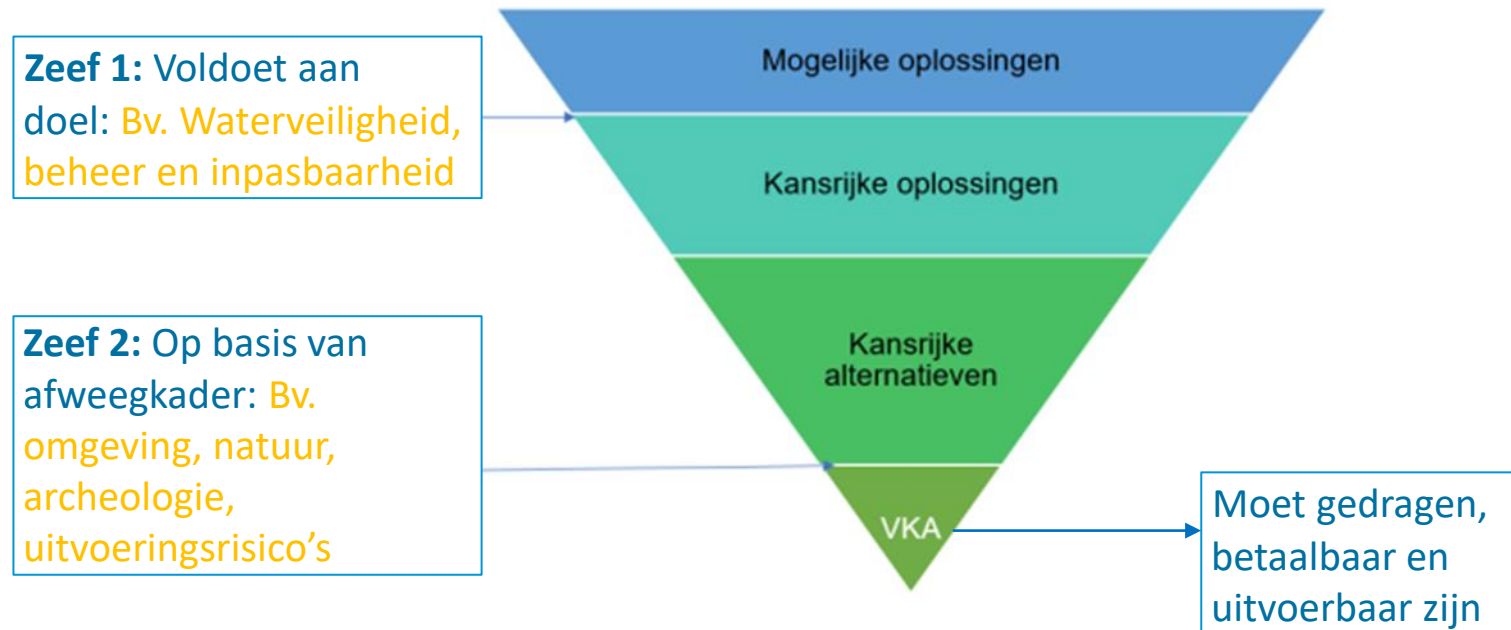 Zeef 1: Voldoet aan
doel: Bv. Waterveiligheid,
beheer en inpasbaarheid
Mogelijke oplossingen
Kansrijke oplossingen
Kansrijke
alternatieven
Zeef 2: Op basis van
afweegkader: Bv.
omgeving, natuur,
archeologie,
uitvoeringsrisico’s
VKA
Moet gedragen,
betaalbaar en
uitvoerbaar zijn